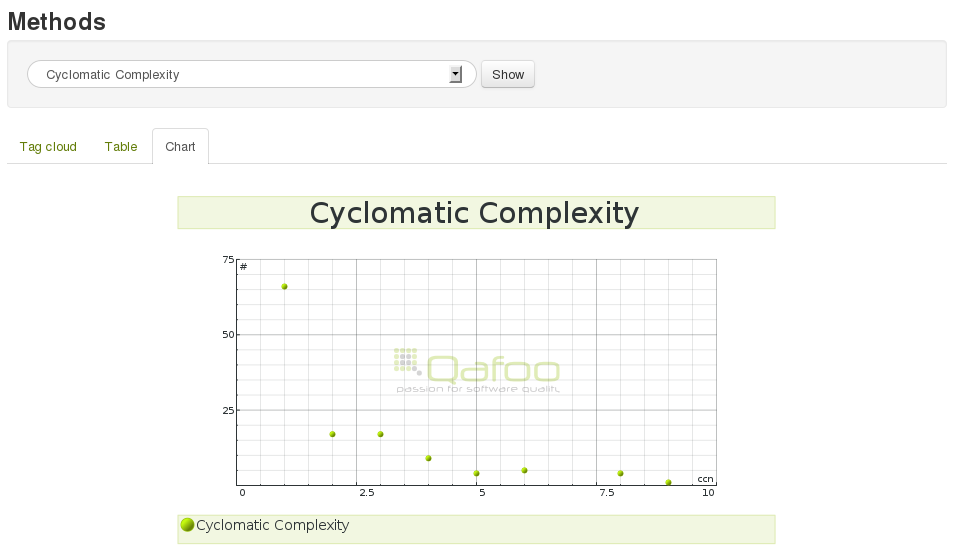 Methods
Cyclomatic Complexity
Show
Tag cloud Table Chart
Cyclomatic Complexity
75
#
50
Qafoo
passion for software quality
25
ccn
0 2.5 5 7.5 10
Cyclomatic Complexity